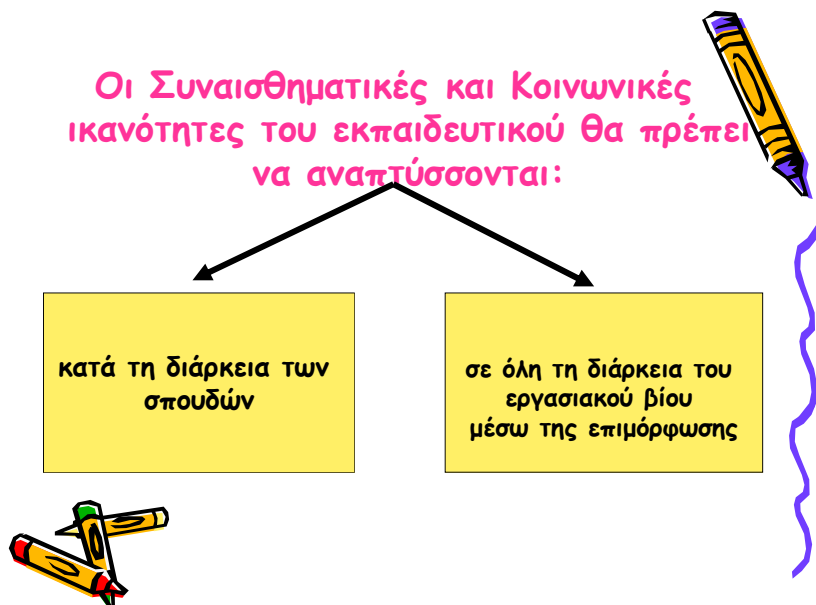 Οι Συναισθηματικές και Κοινωνικές
ικανότητες του εκπαιδευτικού θα πρέπει
να αναπτύσσονται:
κατά τη διάρκεια των
σπουδών
σε όλη τη διάρκεια του
εργασιακού βίου
μέσω της επιμόρφωσης